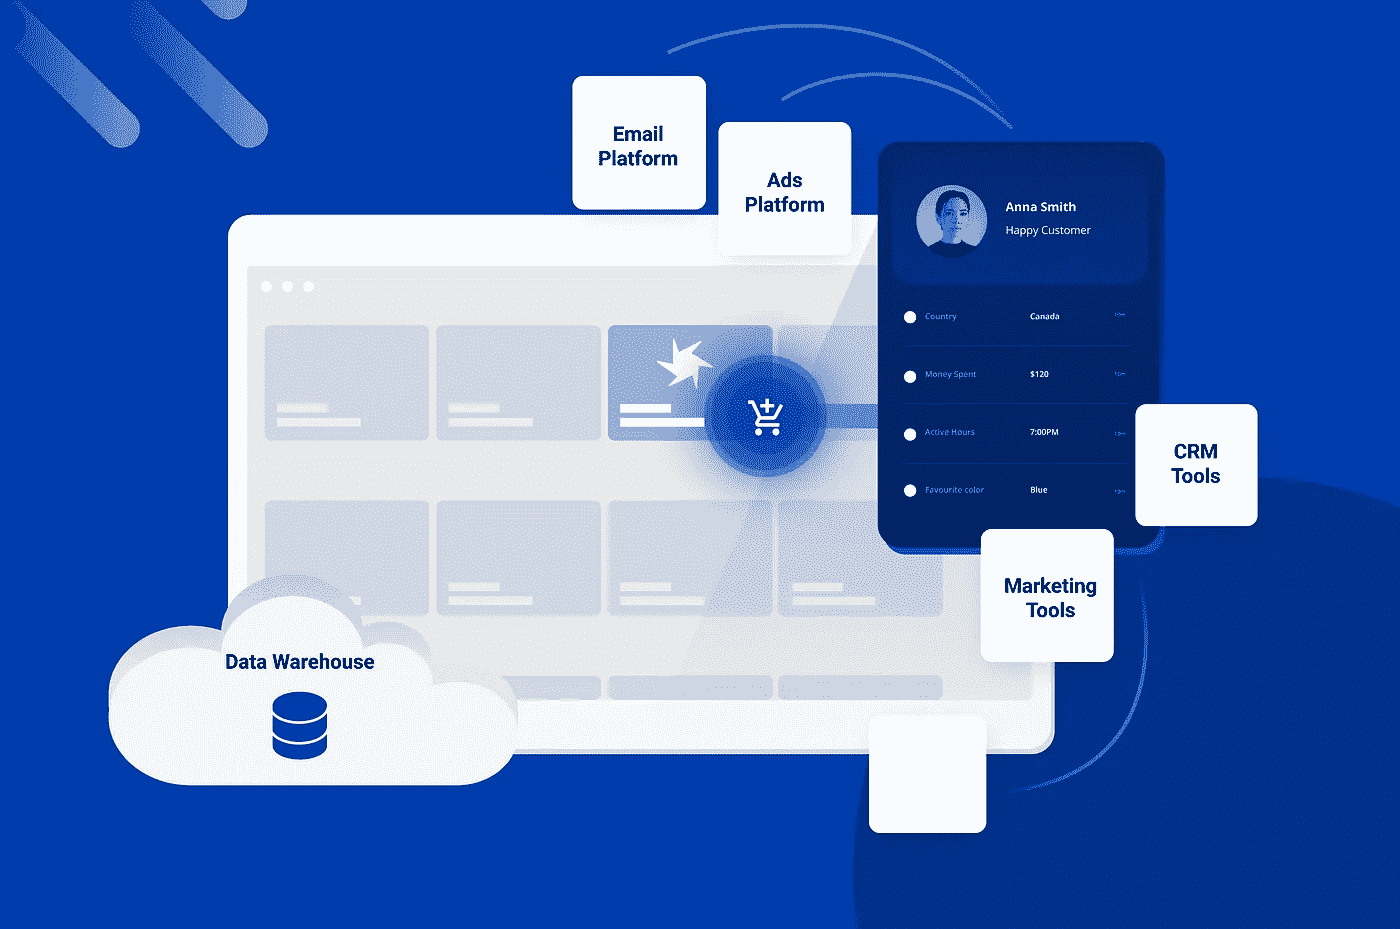 Email
Platform
Ads
Platform
Anna Smith
Happy Customer
Country Canada
Money Spent $120
Active Hours 7:00PM
Favourite color Blue
CRM
Tools
Marketing
Tools
Data Warehouse